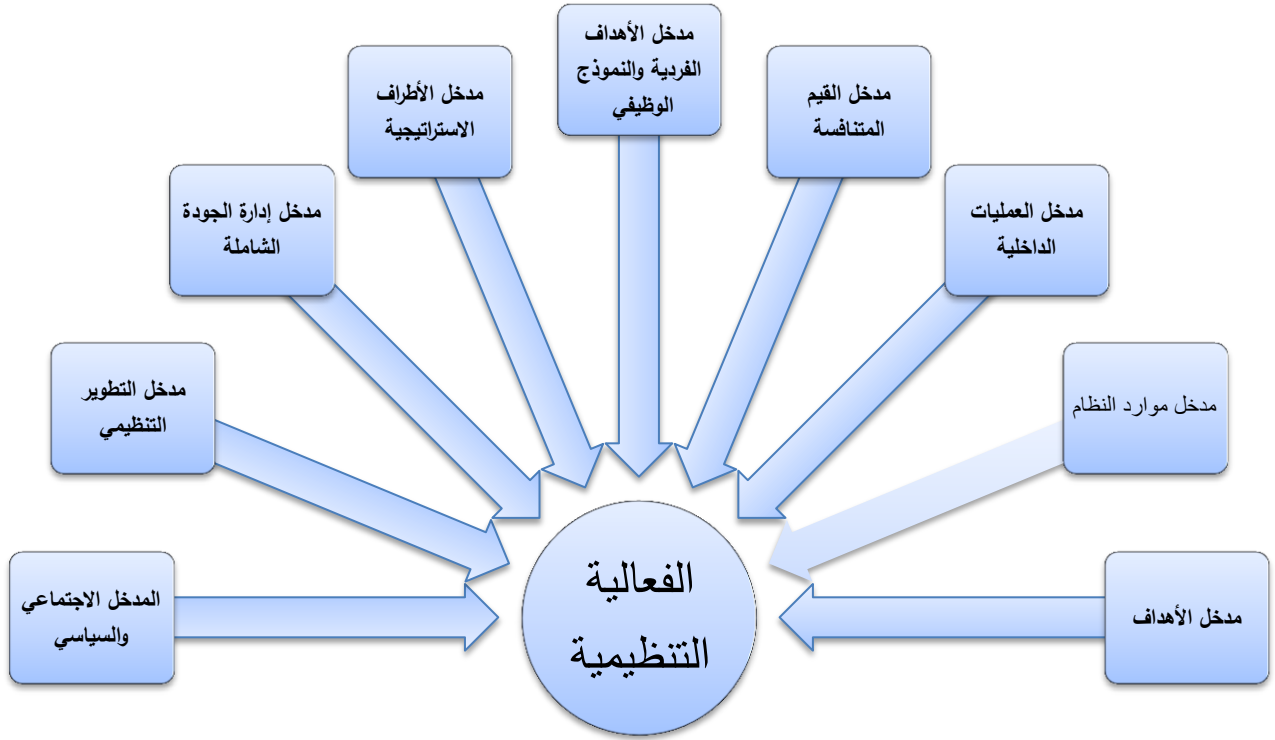 مدخل الأهداف
الفردية والنموذج
الوظيفي
مدخل القيم
المتنافسة
مدخل الأطراف
الاستراتيجية
مدخل العمليات
الداخلية
مدخل إدارة الجودة
الشاملة
مدخل موارد النظام
مدخل التطوير
التنظيمي
مدخل الأهداف
المدخل الاجتماعي
والسياسي
الفعالية
التنظيمية